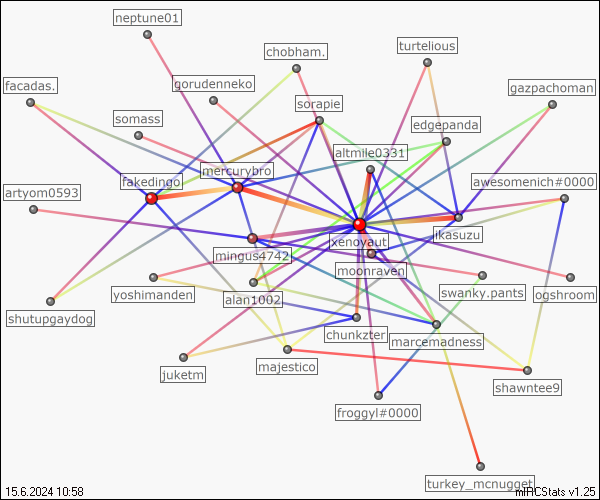 neptune01
turtelious
chobham.
facadas.
gorudenneko
gazpachoman
sorapie
somass
edgepanda
altmile0331
mercurybro
fakedingo
awesomenich#0000
artyom0593
ikasuzu
xenoyaut
mingus4742
moonraven
swanky.pants
ogshroom
yoshimanden
alan1002
shutupgaydog
chunkzter
marcemadness
juketm
majestico
shawntee9
froggyl#0000
turkey_mcnugget
15.6.2024 10:58
mIRCStats v1.25